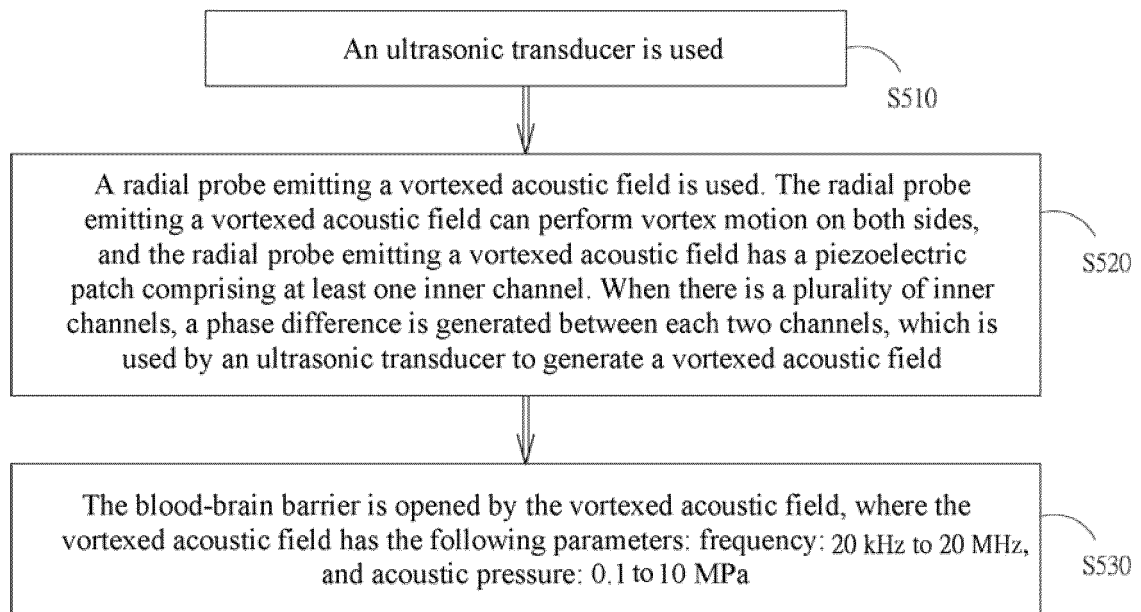 An ultrasonic transducer is used
S510
A radial probe emitting a vortexed acoustic field is used. The radial probe
emitting a vortexed acoustic field can perform vortex motion on both sides,
and the radial probe emitting a vortexed acoustic field has a piezoelectric
patch comprising at least one inner channel. When there is a plurality of inner
channels, a phase difference is generated between each two channels, which is
used by an ultrasonic transducer to generate a vortexed acoustic field
S520
The blood-brain barrier is opened by the vortexed acoustic field, where the
vortexed acoustic field has the following parameters: frequency: 20 kHz to 20 MHz,
and acoustic pressure: 0.1 to 10 MPa
S530